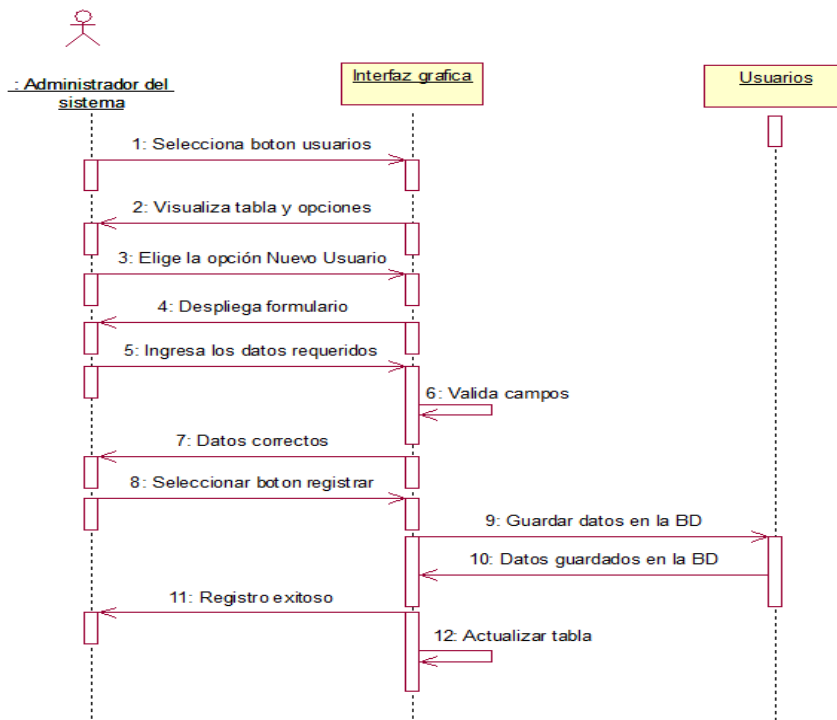 : Administrador del
sistema
Interfaz grafica
Usuarios
1: Selecciona boton usuarios
2: Visualiza tabla y opciones
3: Elige la opción Nuevo Usuario
4: Despliega formulario
5: Ingresa los datos requeridos
6: Valida campos
7: Datos correctos
8: Seleccionar boton registrar
9: Guardar datos en la BD
10: Datos guardados en la BD
11: Registro exitoso
12: Actualizar tabla